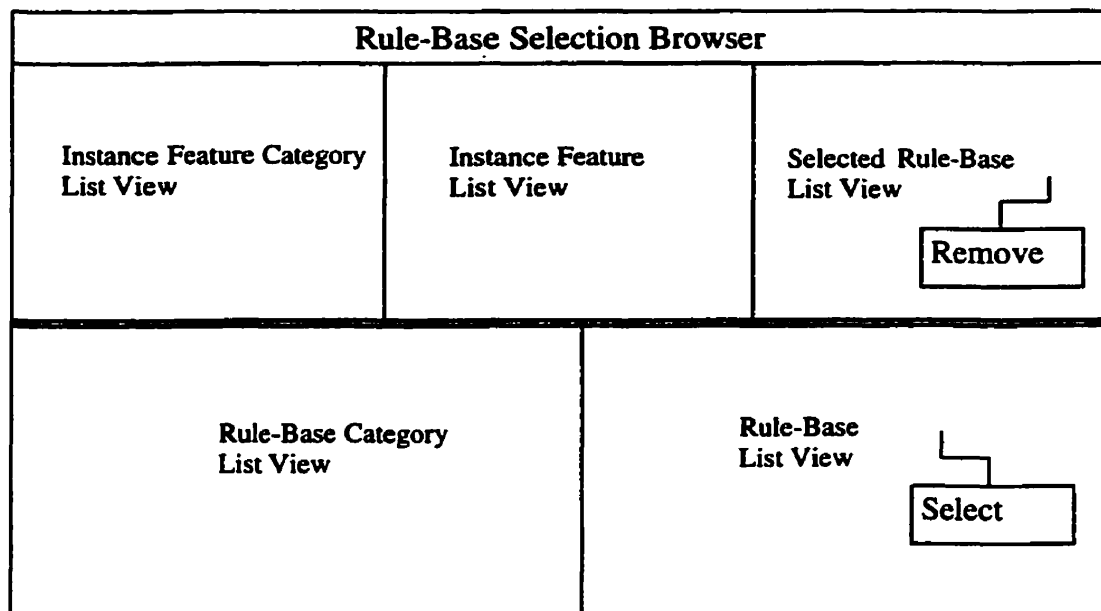 Rule-Base Selection Browser
Instance Feature Category
List View
Instance Feature
List View
Selected Rule-Base
List View
Remove
Rule-Base Category
List View
Rule-Base
List View
Select